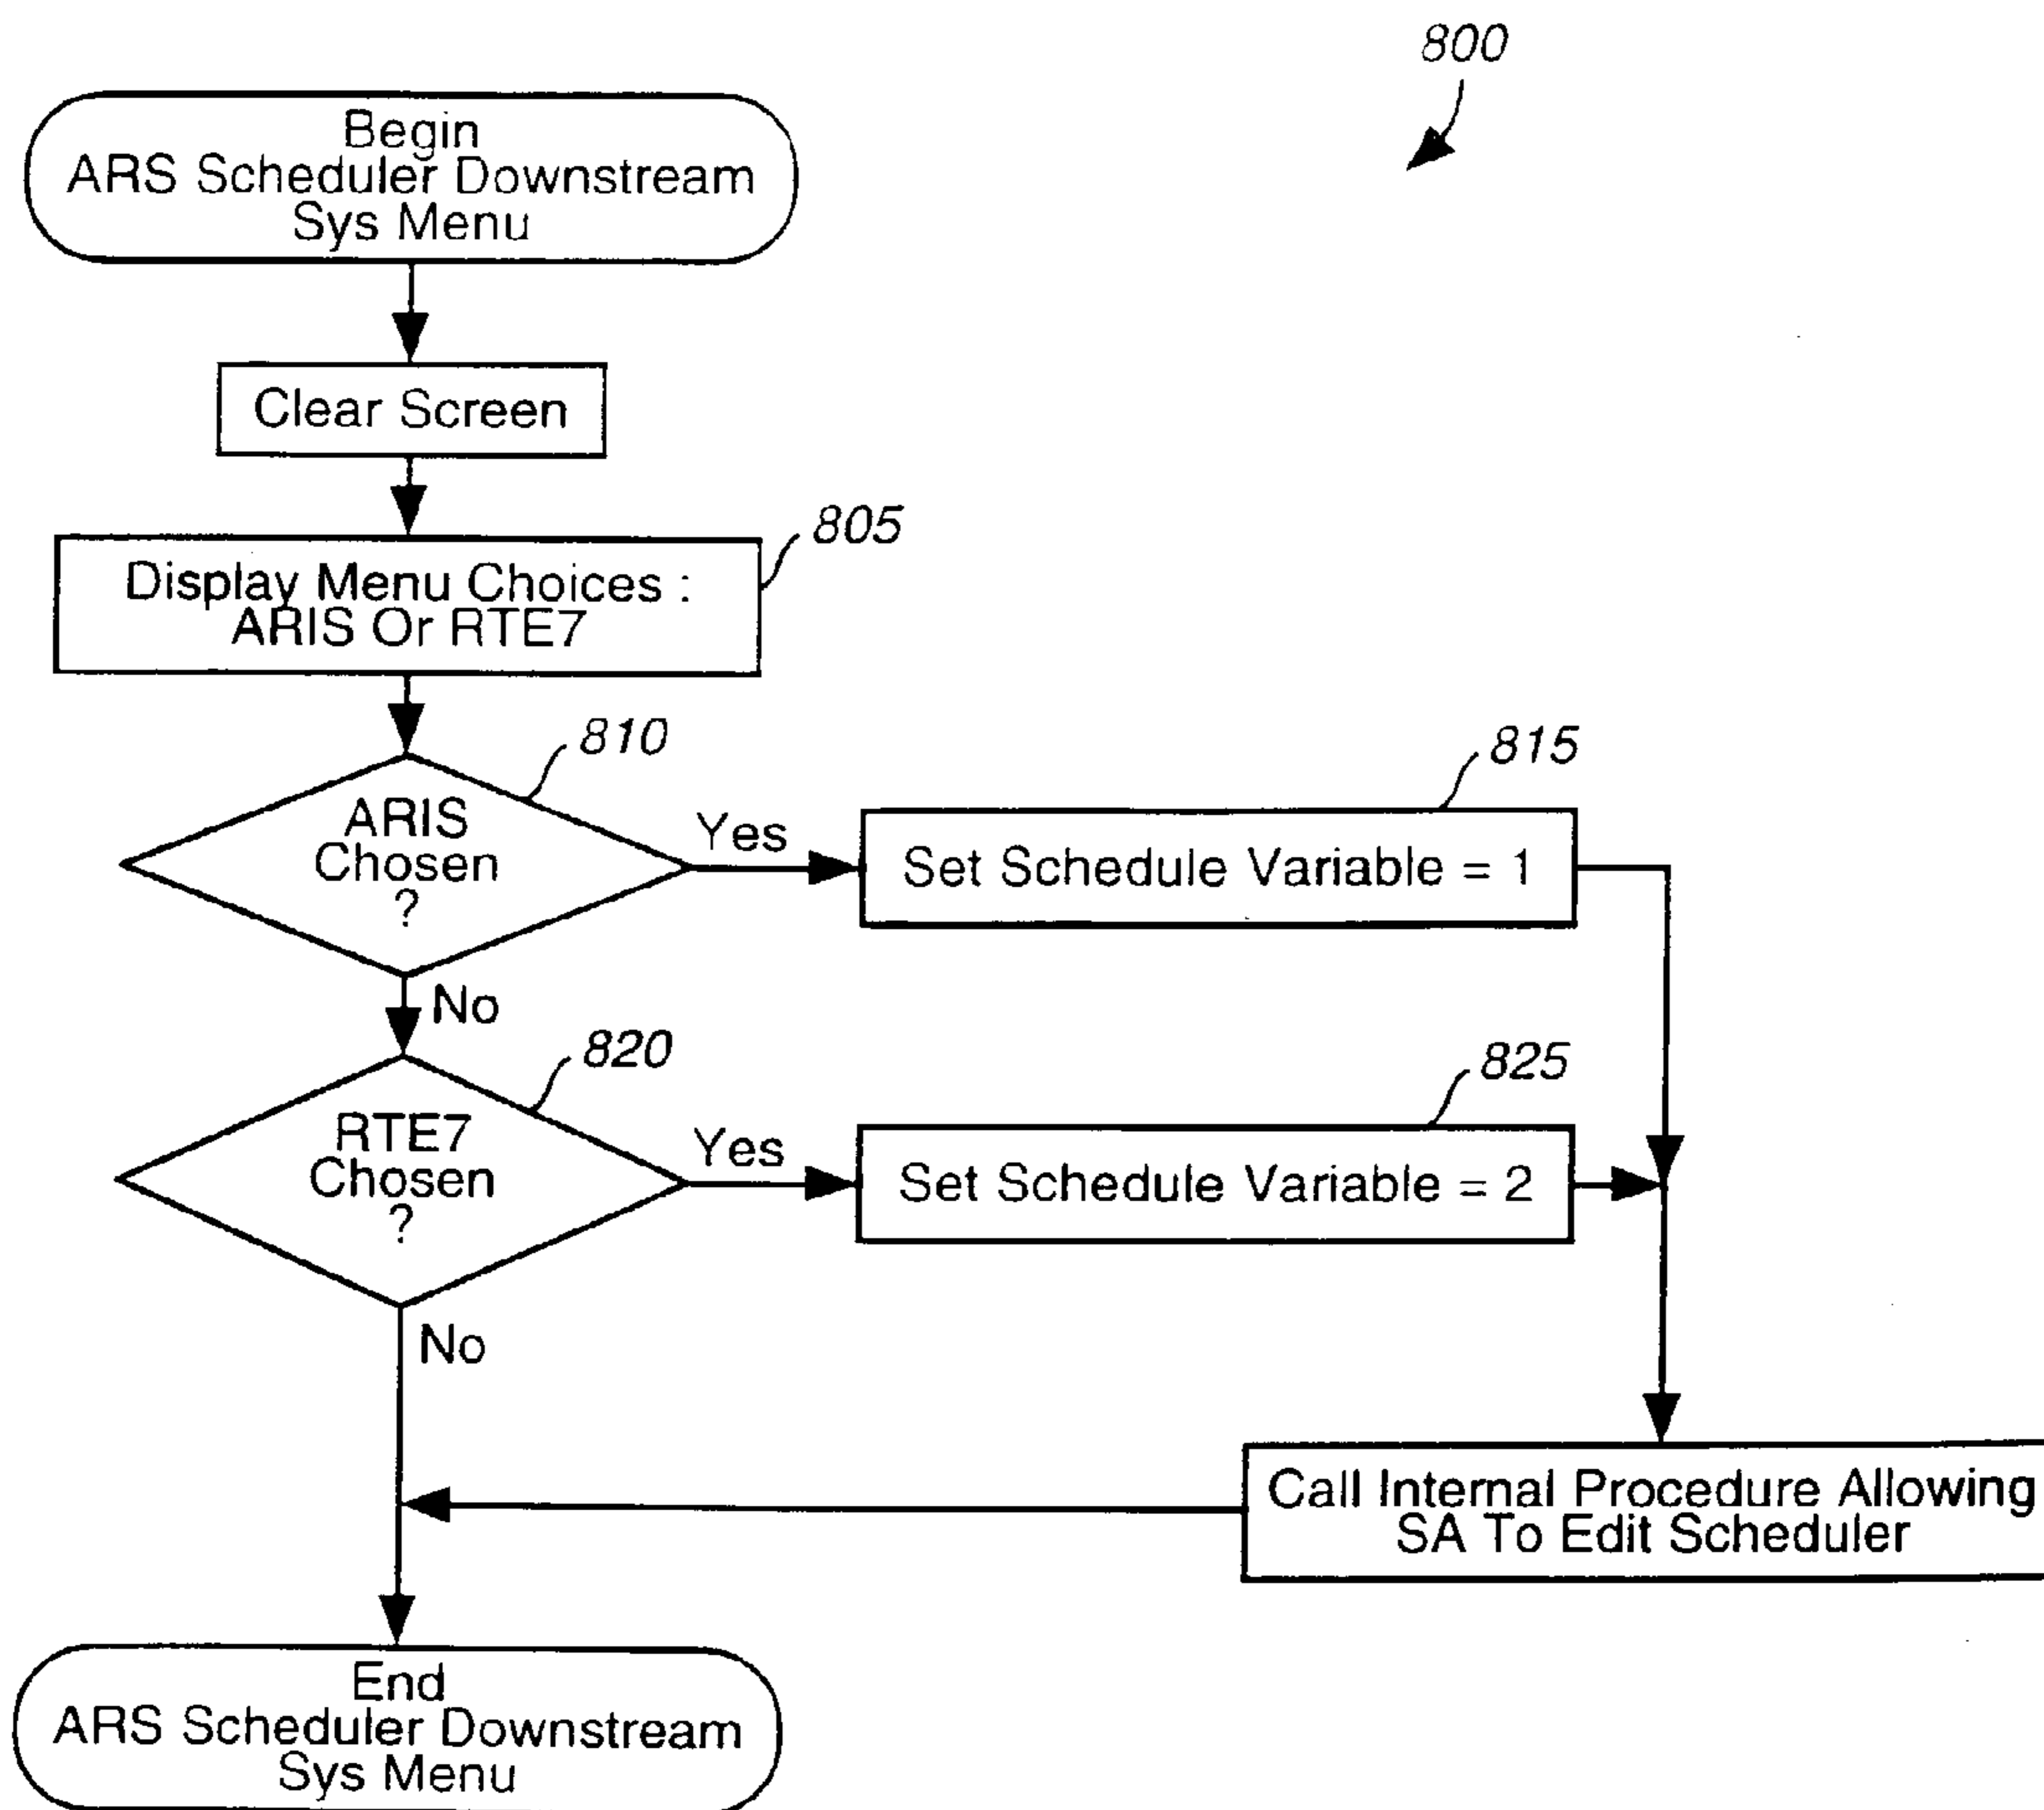 800
Begin
ARS Scheduler Downstream
Sys Menu
Clear Screen
805
Display Menu Choices :
ARIS Or RTE7
810
ARIS
Chosen
?
Yes
815
Set Schedule Variable = 1
No
820
RTE7
Chosen
?
Yes
825
Set Schedule Variable = 2
No
Call Internal Procedure Allowing
SA To Edit Scheduler
End
ARS Scheduler Downstream
Sys Menu